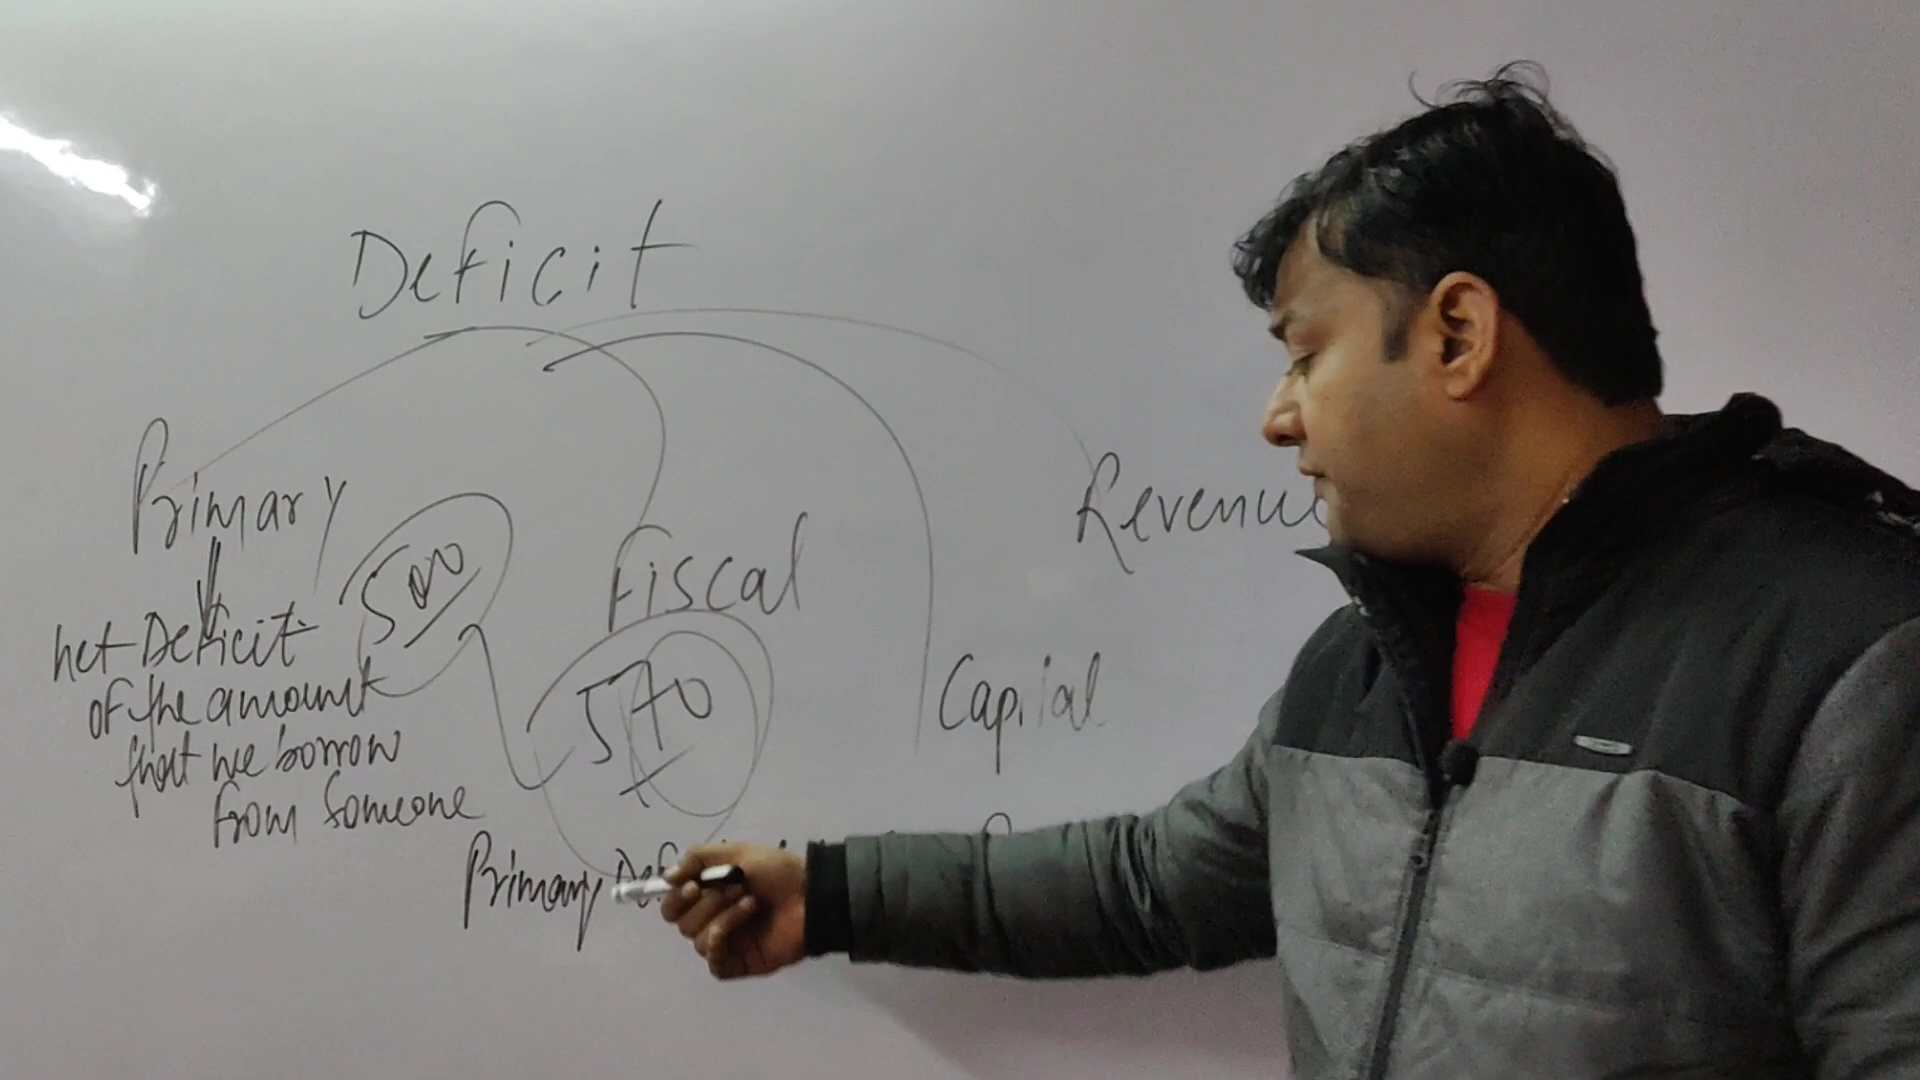 Deficit
Primary
Revenue
500
Fiscal
net Deficit
of the amount
that we borrow
from someone
570
Capital
Primary